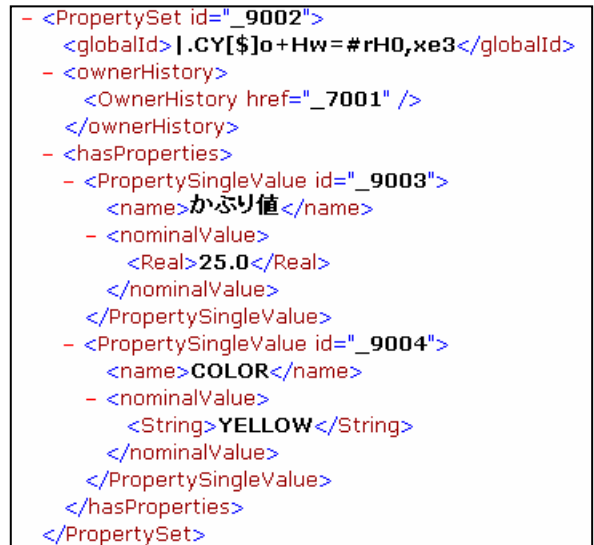 - <PropertySet id="_9002">
<globalId>|.CY[$]o+Hw=#rH0,xe3</globalId>
- <ownerHistory>
<OwnerHistory href="_7001" />
</ownerHistory>
- <hasProperties>
- <PropertySingleValue id="_9003">
<name>かぶり値</name>
- <nominalValue>
<Real>25.0</Real>
</nominalValue>
</PropertySingleValue>
- <PropertySingleValue id="_9004">
<name>COLOR</name>
- <nominalValue>
<String>YELLOW</String>
</nominalValue>
</PropertySingleValue>
</hasProperties>
</PropertySet>